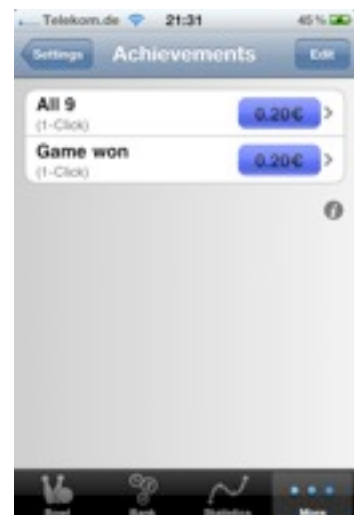 Telekom.de 21:31 45 %
Settings Achievements Edit
All 9
(1-Click)
0.20€
Game won
(1-Click)
0.20€
Bowl Bank Statistics More